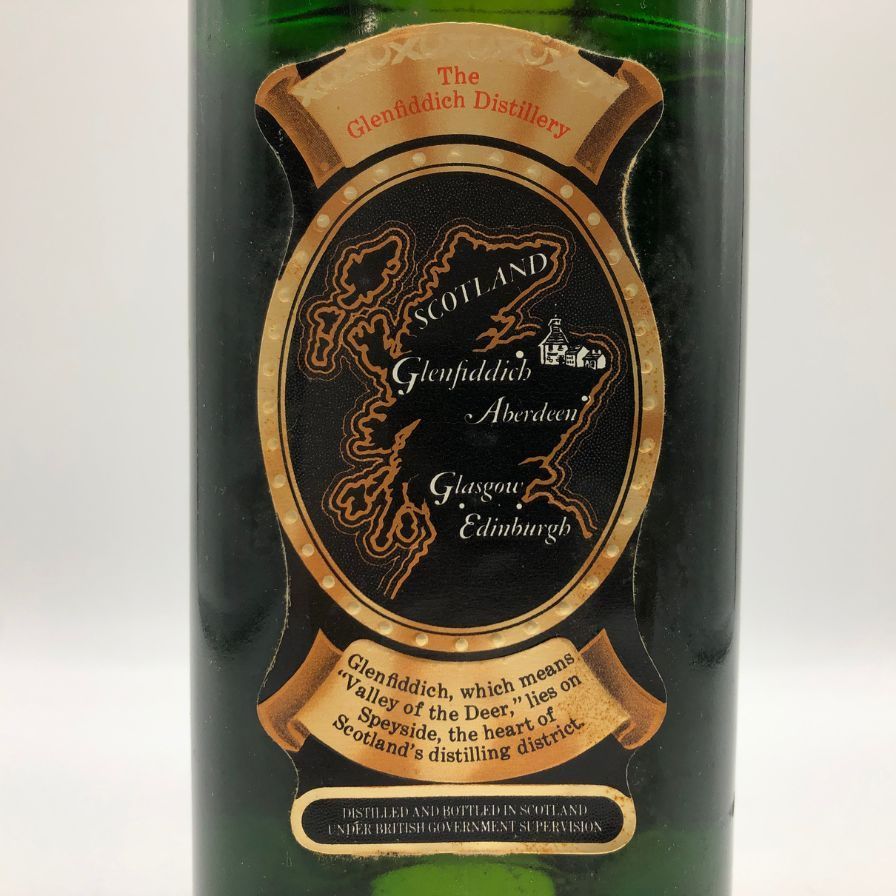 The
Glenfiddich Distillery
SCOTLAND
Glenfiddich
Aberdeen
Glasgow
Edinburgh
Glenfiddich, which means
"Valley of the Deer," lies on
Speyside, the heart of
Scotland's distilling district.
DISTILLED AND BOTTLED IN SCOTLAND
UNDER BRITISH GOVERNMENT SUPERVISION